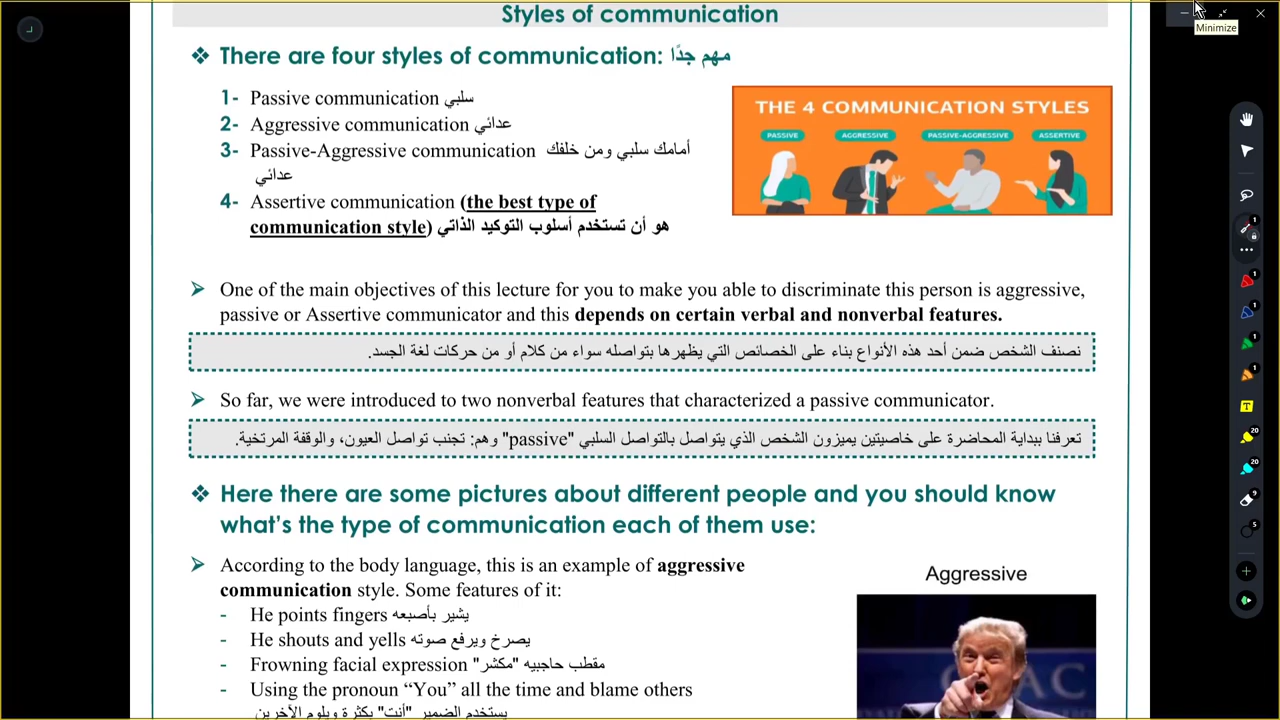 Styles of communication
Minimize
❖ There are four styles of communication: مهم جدًا
1- Passive communication سلبي
2- Aggressive communication عدائي
3- Passive-Aggressive communication أمامك سلبي ومن خلفك
عدائي
4- Assertive communication (the best type of
communication style) هو أن تستخدم أسلوب التوكيد الذاتي
THE 4 COMMUNICATION STYLES
PASSIVE AGGRESSIVE PASSIVE-AGGRESSIVE ASSERTIVE
➢ One of the main objectives of this lecture for you to make you able to discriminate this person is aggressive,
passive or Assertive communicator and this depends on certain verbal and nonverbal features.
نصنف الشخص ضمن أحد هذه الأنواع بناء على الخصائص التي يظهرها بتواصله سواء من كلام أو من حركات لغة الجسد.
➢ So far, we were introduced to two nonverbal features that characterized a passive communicator.
تعرفنا ببداية المحاضرة على خاصيتين يميزون الشخص الذي يتواصل بالتواصل السلبي "passive" وهم: تجنب تواصل العيون، والوقفة المرتخية.
❖ Here there are some pictures about different people and you should know
what's the type of communication each of them use:
➢ According to the body language, this is an example of aggressive
communication style. Some features of it:
- He points fingers يشير بأصبعه
- He shouts and yells يصرخ ويرفع صوته
- Frowning facial expression مقطب حاجبيه "مكشر"
- Using the pronoun “You” all the time and blame others
يستخدم الضمير "أنت" بكثرة ويلوم الآخرين
Aggressive